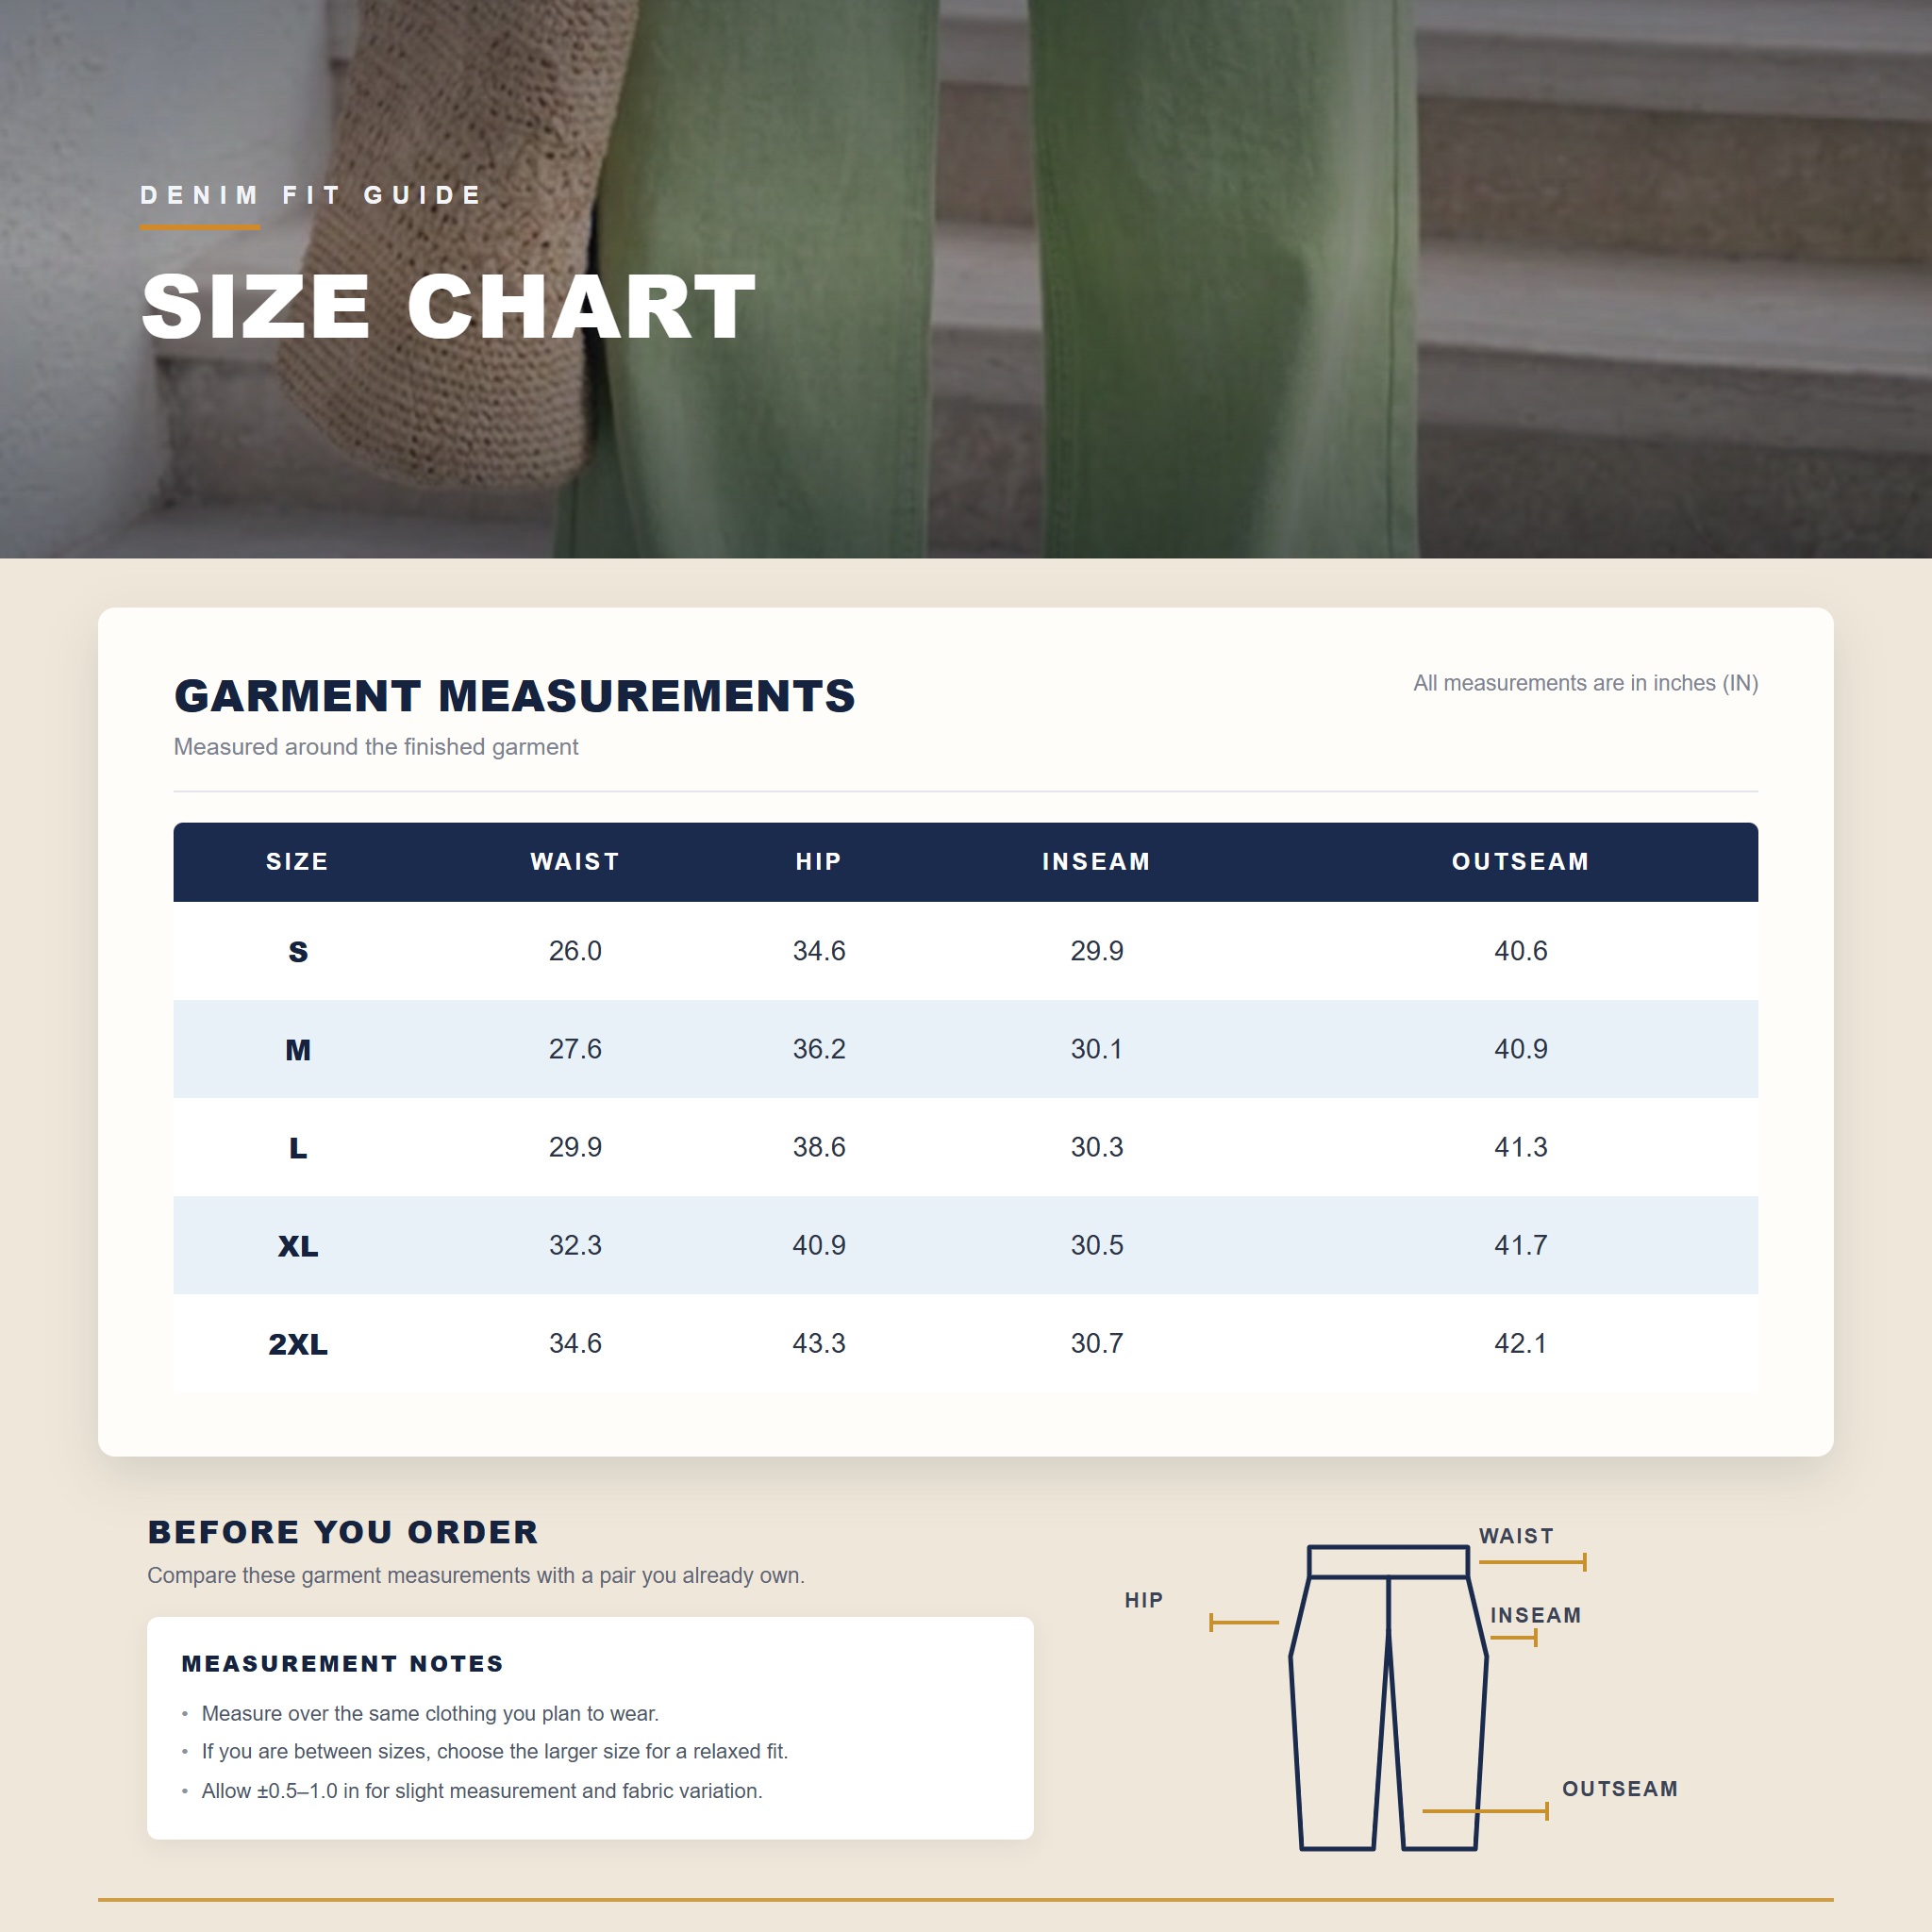 DENIM FIT GUIDE
SIZE CHART
GARMENT MEASUREMENTS
All measurements are in inches (IN)
Measured around the finished garment
SIZE WAIST HIP INSEAM OUTSEAM
S 26.0 34.6 29.9 40.6
M 27.6 36.2 30.1 40.9
L 29.9 38.6 30.3 41.3
XL 32.3 40.9 30.5 41.7
2XL 34.6 43.3 30.7 42.1
BEFORE YOU ORDER
Compare these garment measurements with a pair you already own.
MEASUREMENT NOTES
• Measure over the same clothing you plan to wear.
• If you are between sizes, choose the larger size for a relaxed fit.
• Allow ±0.5–1.0 in for slight measurement and fabric variation.
WAIST
HIP
INSEAM
OUTSEAM